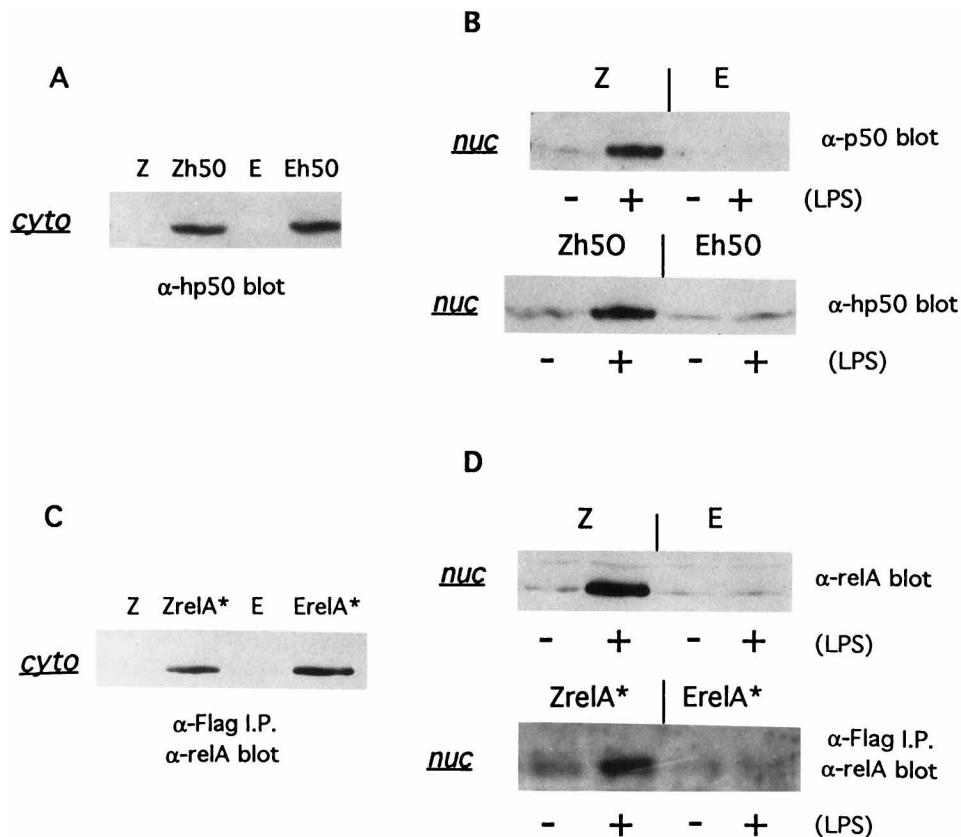 A
Z Zh50 E Eh50
cyto
α-hp50 blot
B
Z | E
nuc
α-p50 blot
- + - + (LPS)
Zh50 | Eh50
nuc
α-hp50 blot
- + - + (LPS)
C
Z ZrelA* E ErelA*
cyto
α-Flag I.P.
α-relA blot
D
Z | E
nuc
α-relA blot
- + - + (LPS)
ZrelA* | ErelA*
nuc
α-Flag I.P.
α-relA blot
- + - + (LPS)